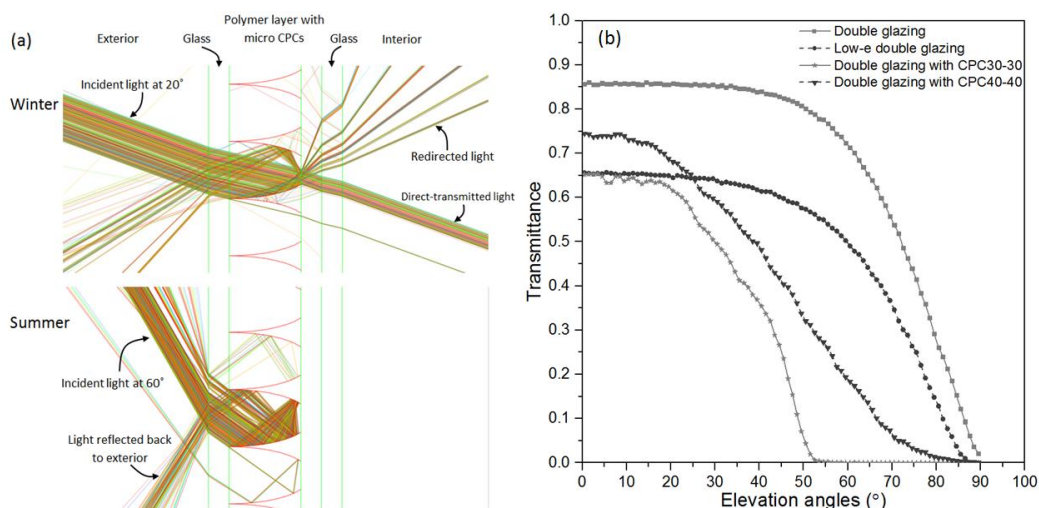 (a)
Exterior
Glass
Polymer layer with
micro CPCs
Glass
Interior
Winter
Incident light at 20˚
Redirected light
Direct-transmitted light
Summer
Incident light at 60˚
Light reflected back
to exterior
(b)
Double glazing
Low-e double glazing
Double glazing with CPC30-30
Double glazing with CPC40-40
Transmittance
1.0
0.9
0.8
0.7
0.6
0.5
0.4
0.3
0.2
0.1
0.0
0 10 20 30 40 50 60 70 80 90 100
Elevation angles (°)